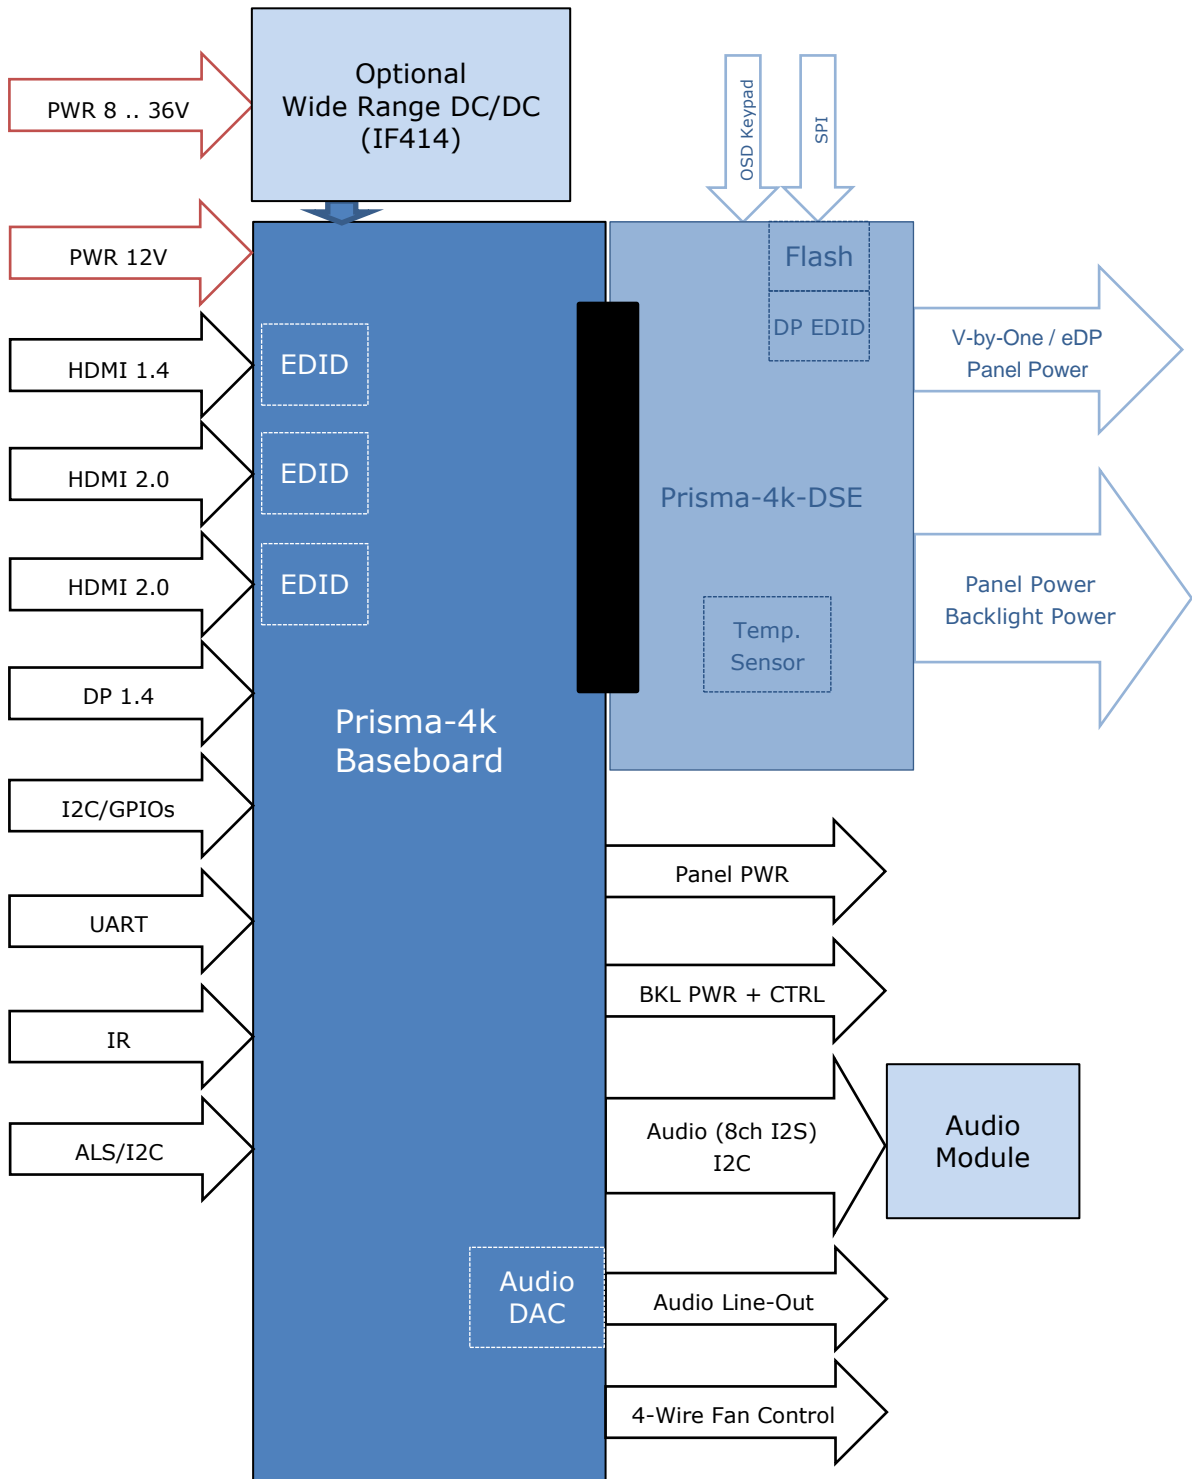 Optional
Wide Range DC/DC
(IF414)
PWR 8 .. 36V
OSD Keypad
SPI
PWR 12V
Flash
DP EDID
V-by-One / eDP
Panel Power
HDMI 1.4
EDID
HDMI 2.0
EDID
Prisma-4k-DSE
HDMI 2.0
EDID
Panel Power
Backlight Power
Temp.
Sensor
DP 1.4
Prisma-4k
Baseboard
I2C/GPIOs
Panel PWR
UART
BKL PWR + CTRL
IR
Audio (8ch I2S)
I2C
Audio
Module
ALS/I2C
Audio
DAC
Audio Line-Out
4-Wire Fan Control